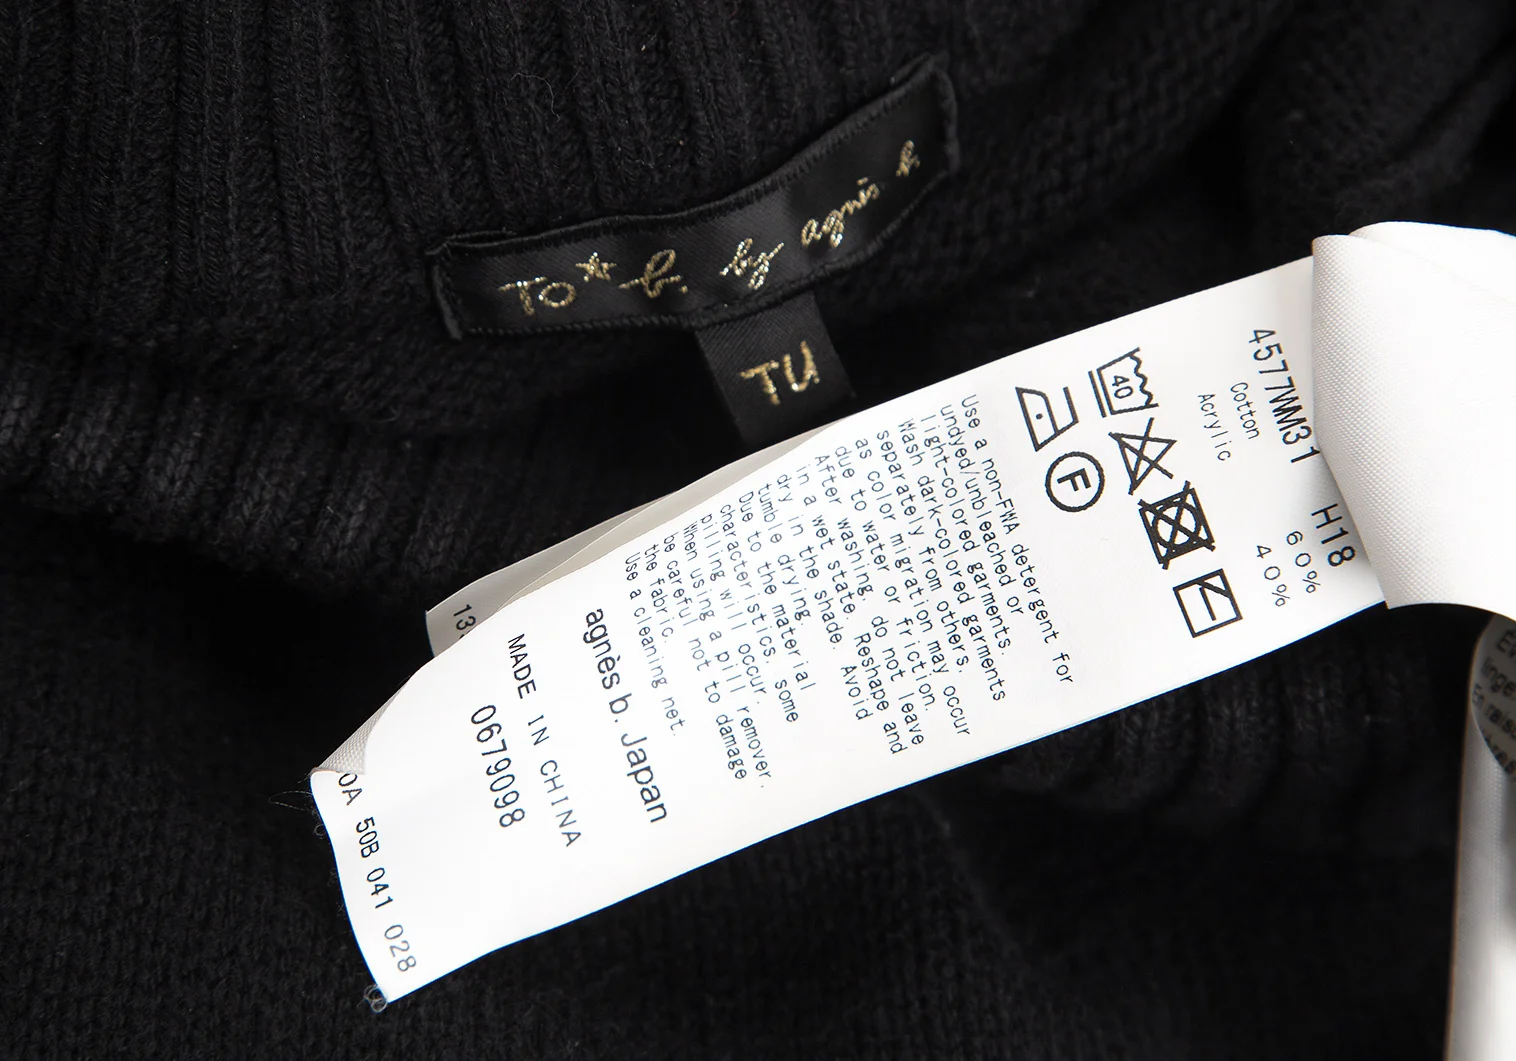 TO*b. by agnès b.
TU
4577WM31 H18
Cotton 60%
Acrylic 40%
40
F
Use a non-FWA detergent for
undyed/unbleached or
light-colored garments.
Wash dark-colored garments
separately from others.
as color migration may occur
due to water or friction.
After washing, do not leave
in a wet state. Reshape and
dry in the shade. Avoid
tumble drying.
Due to the material
characteristics, some
pilling will occur.
When using a pill remover,
be careful not to damage
the fabric.
Use a cleaning net.
agnès b. Japan
MADE IN CHINA
0679098
13
0A 50B 041 028